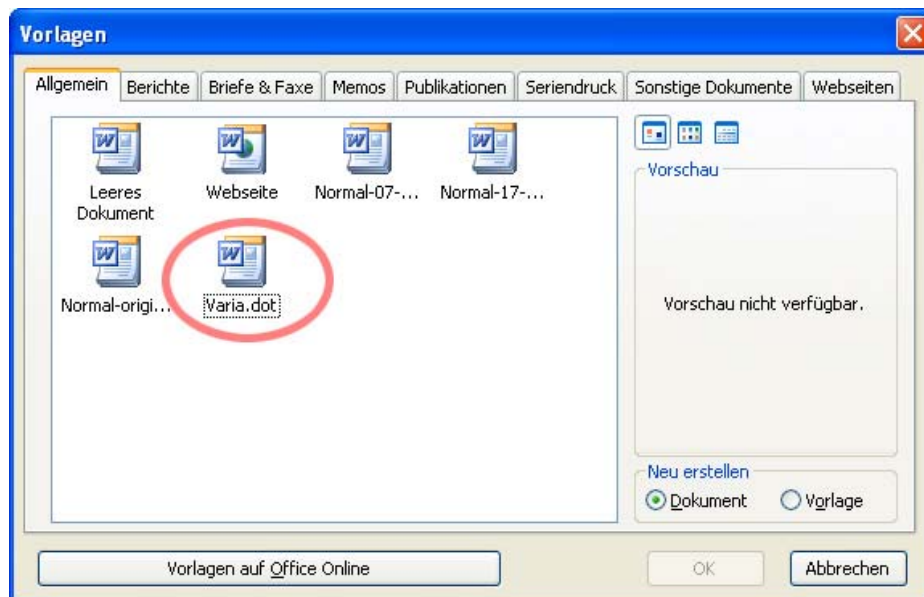 Vorlagen
Allgemein Berichte Briefe & Faxe Memos Publikationen Seriendruck Sonstige Dokumente Webseiten
Leeres Dokument
Webseite
Normal-07-...
Normal-17-...
Normal-origi...
Varia.dot
Vorschau
Vorschau nicht verfügbar.
Neu erstellen
Dokument Vorlage
Vorlagen auf Office Online OK Abbrechen